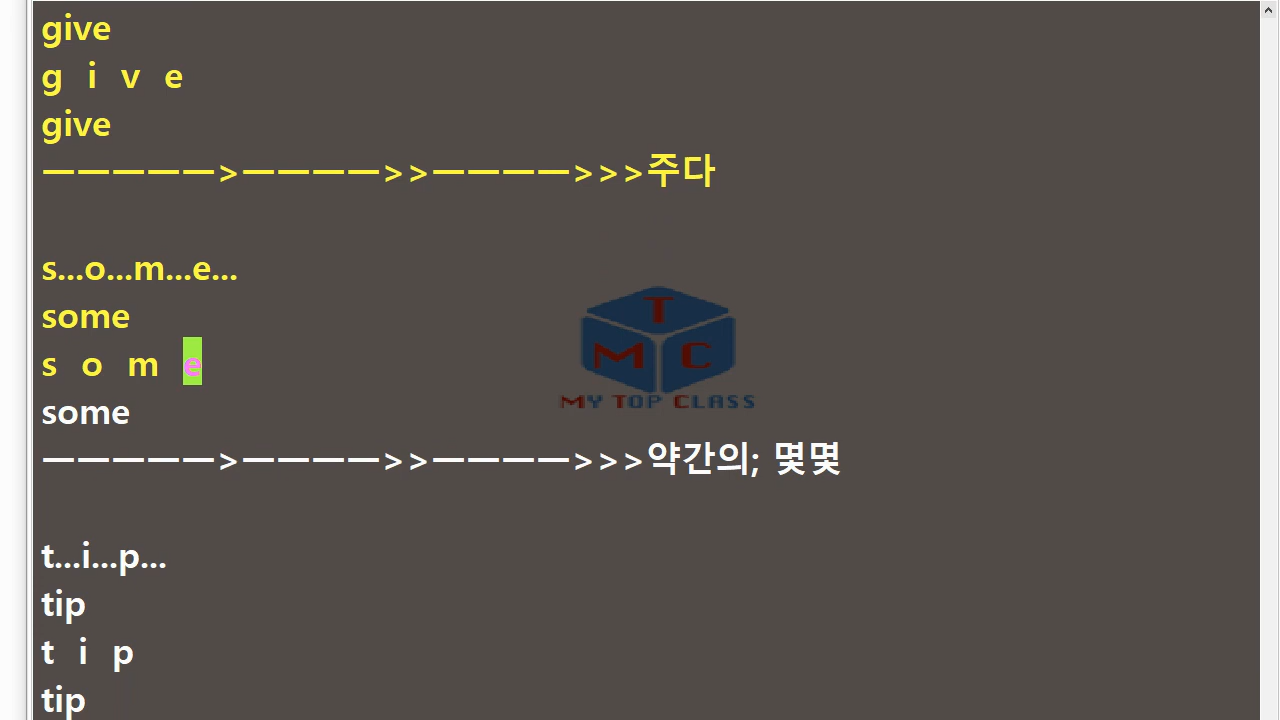 give
g i v e
give
ㅡㅡㅡㅡㅡ>ㅡㅡㅡㅡ>>ㅡㅡㅡㅡ>>>주다
s...o...m...e...
some
s o m e
some
ㅡㅡㅡㅡㅡ>ㅡㅡㅡㅡ>>ㅡㅡㅡㅡ>>>약간의; 몇몇
t...i...p...
tip
t i p
tip
T
M C
MY TOP CLASS